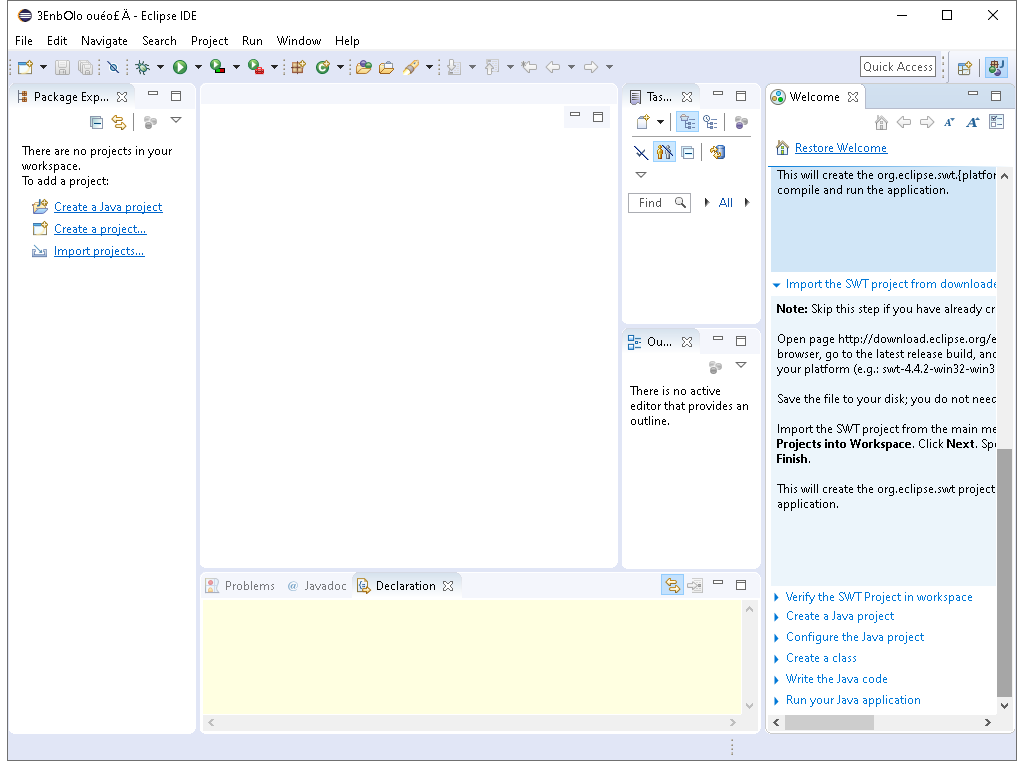 3EnbOlo ouéo£Ä - Eclipse IDE
File Edit Navigate Search Project Run Window Help
Quick Access
Package Exp...
There are no projects in your
workspace.
To add a project:
Create a Java project
Create a project...
Import projects...
Tas...
Find
All
Ou...
There is no active
editor that provides an
outline.
Problems
@ Javadoc
Declaration
Welcome
Restore Welcome
This will create the org.eclipse.swt.{platfor
compile and run the application.
Import the SWT project from downloade
Note: Skip this step if you have already cr
Open page http://download.eclipse.org/e
browser, go to the latest release build, and
your platform (e.g.: swt-4.4.2-win32-win3
Save the file to your disk; you do not need
Import the SWT project from the main me
Projects into Workspace. Click Next. Spe
Finish.
This will create the org.eclipse.swt project
application.
Verify the SWT Project in workspace
Create a Java project
Configure the Java project
Create a class
Write the Java code
Run your Java application